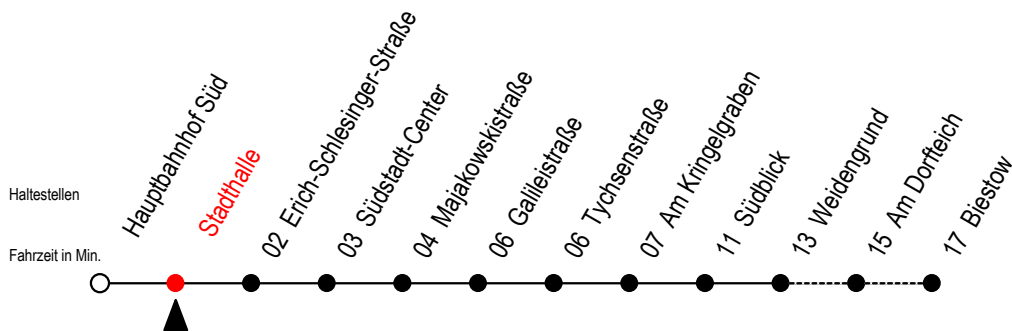 Haltestellen
Hauptbahnhof Süd
Stadthalle
02 Erich-Schlesinger-Straße
03 Südstadt-Center
04 Majakowskistraße
06 Galileistraße
06 Tychsenstraße
07 Am Kringelgraben
11 Südblick
13 Weidengrund
15 Am Dorfteich
17 Biestow
Fahrzeit in Min.